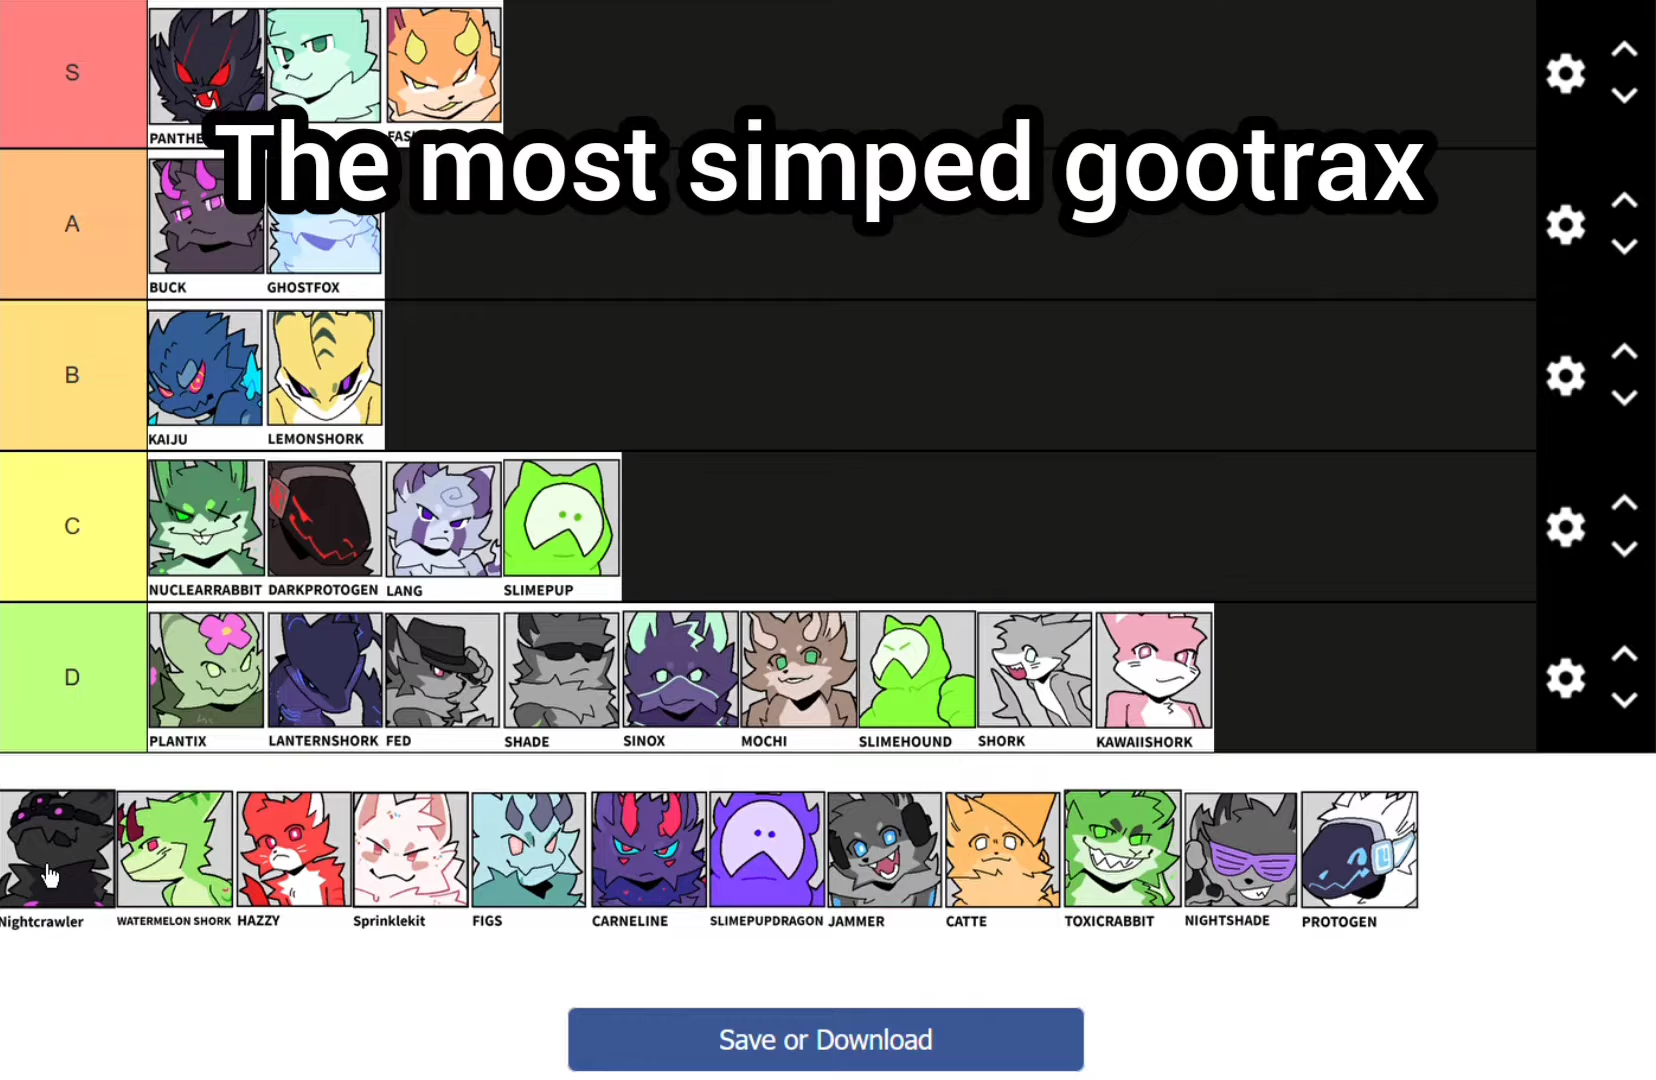 S
PANTHE
FAS
The most simped gootrax
A
BUCK GHOSTFOX
B
KAIJU LEMONSHORK
C
NUCLEARRABBIT DARKPROTOGEN LANG SLIMEPUP
D
PLANTIX LANTERNSHORK FED SHADE SINOX MOCHI SLIMEHOUND SHORK KAWAIISHORK
Nightcrawler WATERMELON SHORK HAZZY Sprinklekit FIGS CARNELINE SLIMEPUPDRAGON JAMMER CATTE TOXICRABBIT NIGHTSHADE PROTOGEN
Save or Download